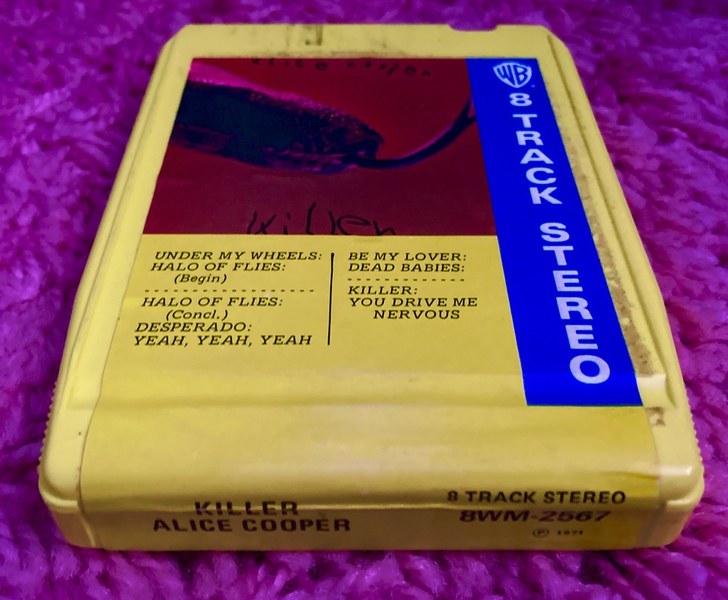 alice cooper
WB
8 TRACK STEREO
killer
UNDER MY WHEELS:
HALO OF FLIES:
(Begin)
HALO OF FLIES:
(Concl.)
DESPERADO:
YEAH, YEAH, YEAH
BE MY LOVER:
DEAD BABIES:
KILLER:
YOU DRIVE ME
NERVOUS
KILLER
ALICE COOPER
8 TRACK STEREO
8WM-2567
℗ 1971